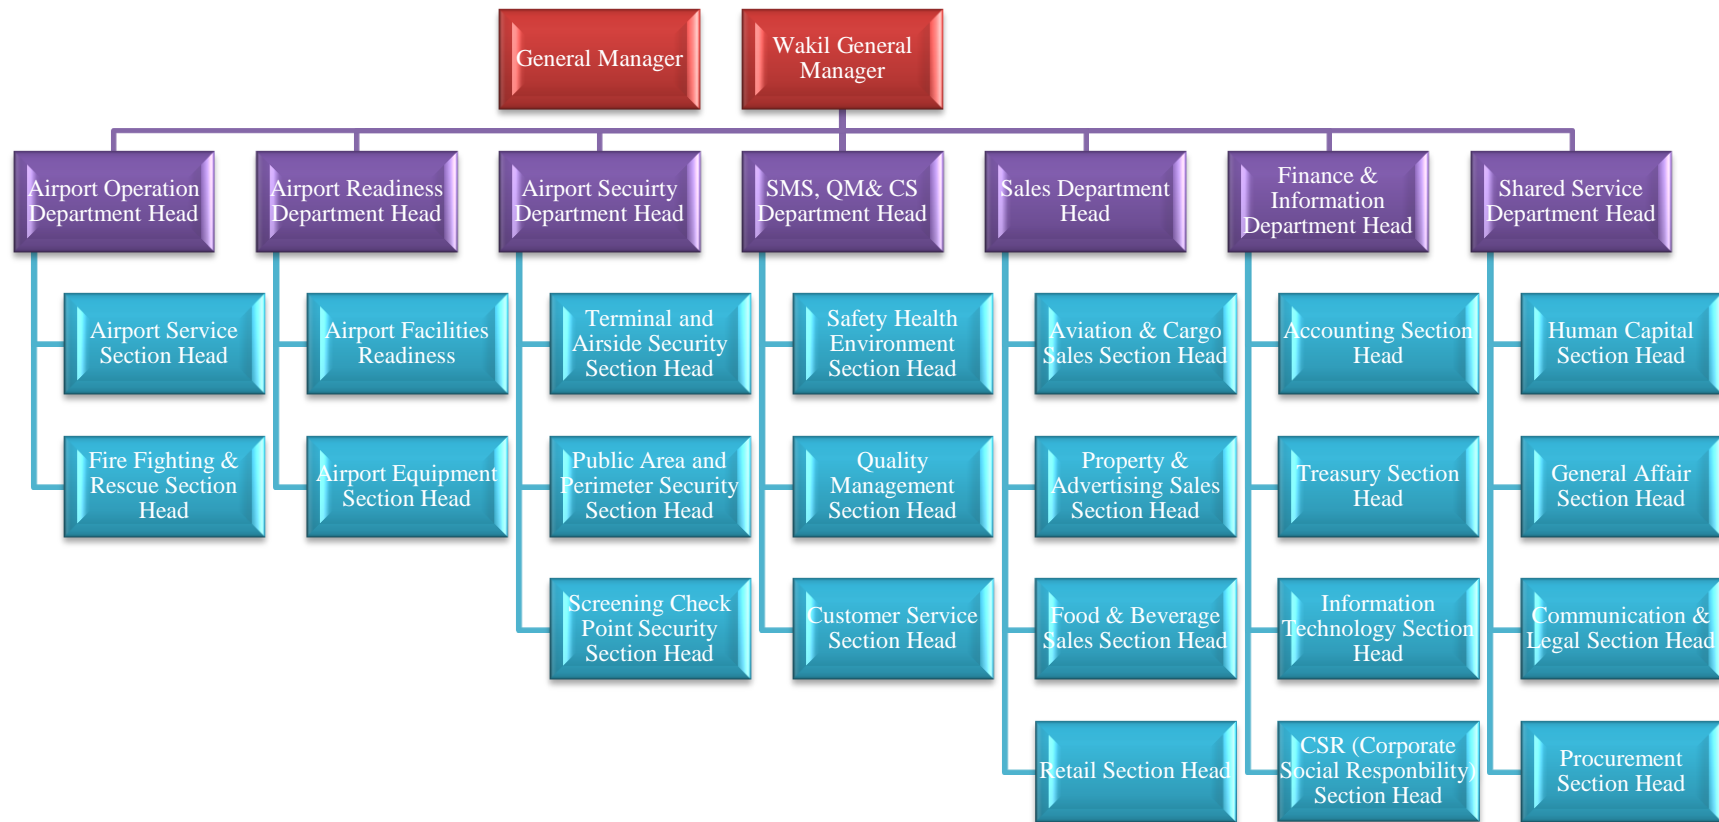 General Manager
Wakil General
Manager
Airport Operation
Department Head
Airport Readiness
Department Head
Airport Secuirty
Department Head
SMS, QM& CS
Department Head
Sales Department
Head
Finance &
Information
Department Head
Shared Service
Department Head
Airport Service
Section Head
Airport Facilities
Readiness
Terminal and
Airside Security
Section Head
Safety Health
Environment
Section Head
Aviation & Cargo
Sales Section Head
Accounting Section
Head
Human Capital
Section Head
Fire Fighting &
Rescue Section
Head
Airport Equipment
Section Head
Public Area and
Perimeter Security
Section Head
Quality
Management
Section Head
Property &
Advertising Sales
Section Head
Treasury Section
Head
General Affair
Section Head
Screening Check
Point Security
Section Head
Customer Service
Section Head
Food & Beverage
Sales Section Head
Information
Technology Section
Head
Communication &
Legal Section Head
Retail Section Head
CSR (Corporate
Social Responbility)
Section Head
Procurement
Section Head